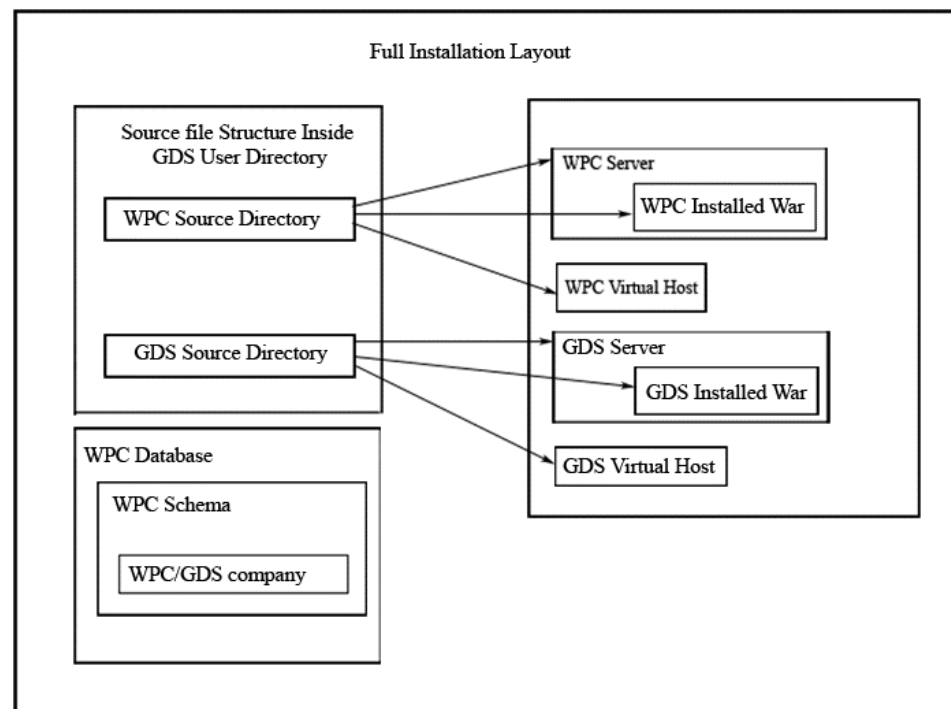 Full Installation Layout
Source file Structure Inside
GDS User Directory
WPC Source Directory
GDS Source Directory
WPC Database
WPC Schema
WPC/GDS company
WPC Server
WPC Installed War
WPC Virtual Host
GDS Server
GDS Installed War
GDS Virtual Host